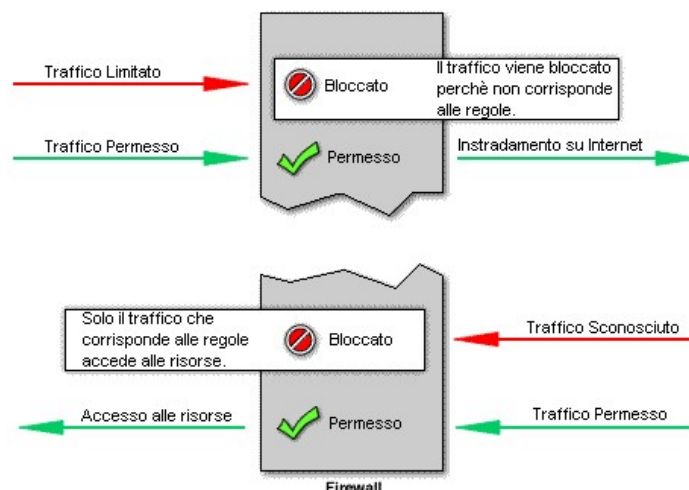 Traffico Limitato
Bloccato
Il traffico viene bloccato
perchè non corrisponde
alle regole.
Traffico Permesso
Permesso
Instradamento su Internet
Solo il traffico che
corrisponde alle regole
accede alle risorse.
Bloccato
Traffico Sconosciuto
Accesso alle risorse
Permesso
Traffico Permesso
Firewall